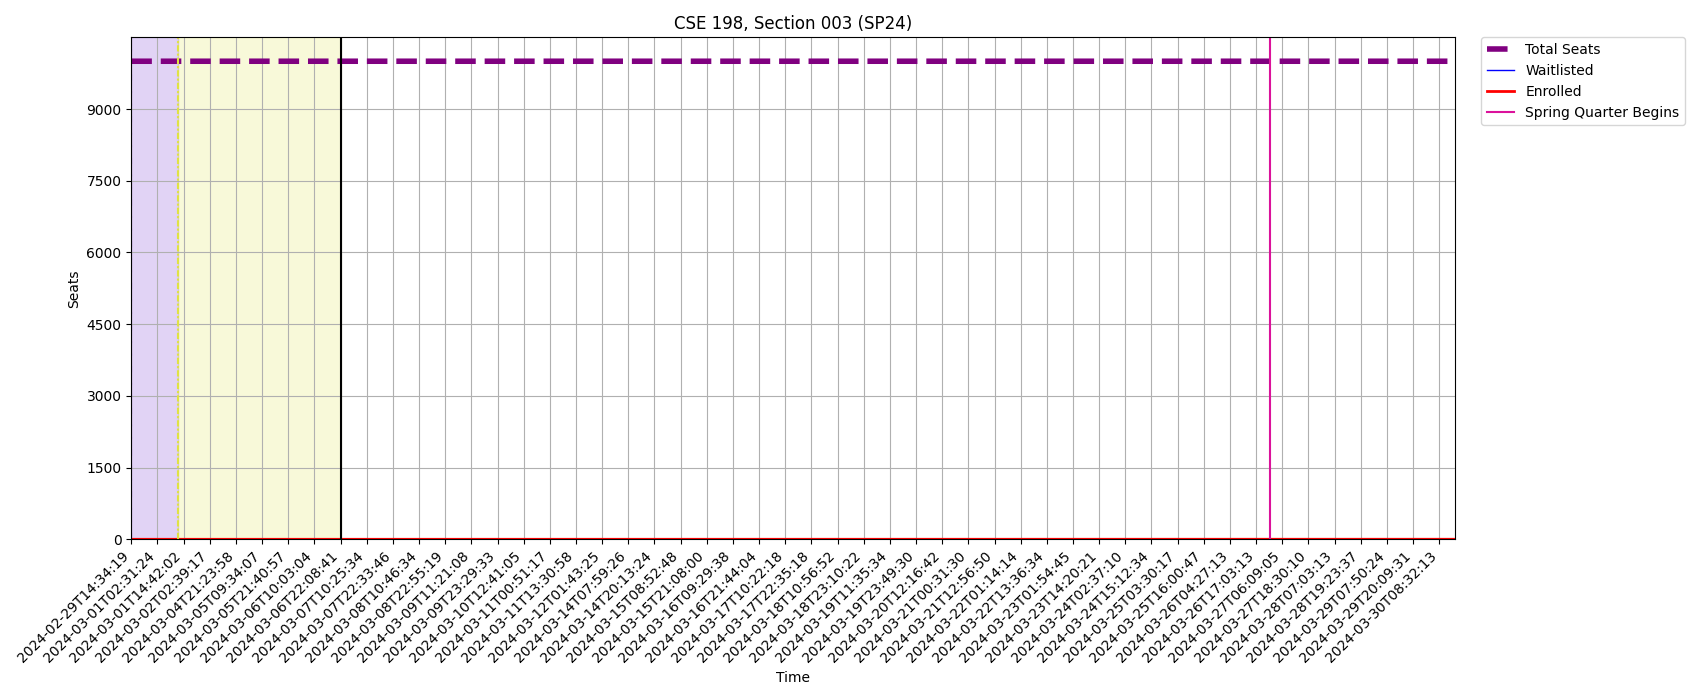 CSE 198, Section 003 (SP24)
Total Seats
Waitlisted
Enrolled
Spring Quarter Begins
Seats
9000
7500
6000
4500
3000
1500
0
2024-02-29T14:34:19
2024-03-01T02:31:24
2024-03-01T14:42:02
2024-03-02T02:39:17
2024-03-04T21:23:58
2024-03-05T09:34:07
2024-03-05T21:40:57
2024-03-06T10:03:04
2024-03-06T22:08:41
2024-03-07T10:25:34
2024-03-07T22:33:46
2024-03-08T10:46:34
2024-03-08T22:55:19
2024-03-09T11:21:08
2024-03-09T23:29:33
2024-03-10T12:41:05
2024-03-11T00:51:17
2024-03-11T13:30:58
2024-03-12T01:43:25
2024-03-14T07:59:26
2024-03-14T20:13:24
2024-03-15T08:52:48
2024-03-15T21:08:00
2024-03-16T09:29:38
2024-03-16T21:44:04
2024-03-17T10:22:18
2024-03-17T22:35:18
2024-03-18T10:56:52
2024-03-18T23:10:22
2024-03-19T11:35:34
2024-03-19T23:49:30
2024-03-20T12:16:42
2024-03-21T00:31:30
2024-03-21T12:56:50
2024-03-22T01:14:14
2024-03-22T13:36:34
2024-03-23T01:54:45
2024-03-23T14:20:21
2024-03-24T02:37:10
2024-03-24T15:12:34
2024-03-25T03:30:17
2024-03-25T16:00:47
2024-03-26T04:27:13
2024-03-26T17:03:13
2024-03-27T06:09:05
2024-03-27T18:30:10
2024-03-28T07:03:13
2024-03-28T19:23:37
2024-03-29T07:50:24
2024-03-29T20:09:31
2024-03-30T08:32:13
Time